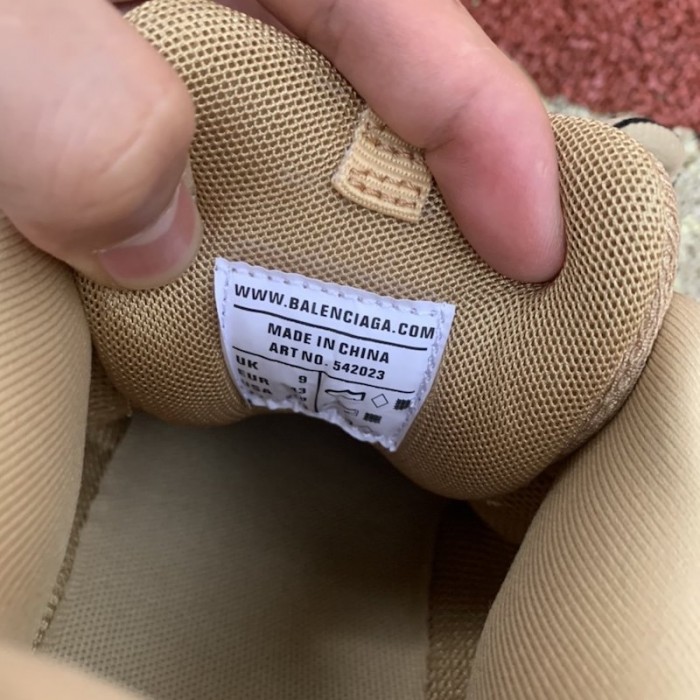 WWW.BALENCIAGA.COM
MADE IN CHINA
ART NO- 542023
UK 9
EUR